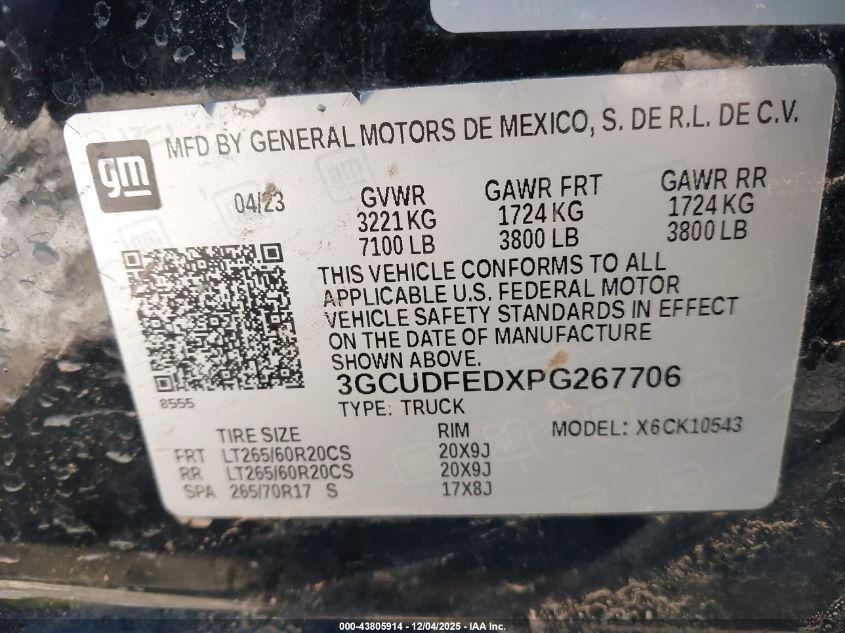 gm
MFD BY GENERAL MOTORS DE MEXICO, S. DE R.L. DE C.V.
04/23
GVWR GAWR FRT GAWR RR
3221 KG 1724 KG 1724 KG
7100 LB 3800 LB 3800 LB
THIS VEHICLE CONFORMS TO ALL
APPLICABLE U.S. FEDERAL MOTOR
VEHICLE SAFETY STANDARDS IN EFFECT
ON THE DATE OF MANUFACTURE
SHOWN ABOVE.
8555
3GCUDFEDXPG267706
TYPE: TRUCK
MODEL: X6CK10543
TIRE SIZE RIM
FRT LT265/60R20CS 20X9J
RR LT265/60R20CS 20X9J
SPA 265/70R17 S 17X8J
000-43805914 - 12/04/2025 - IAA Inc.